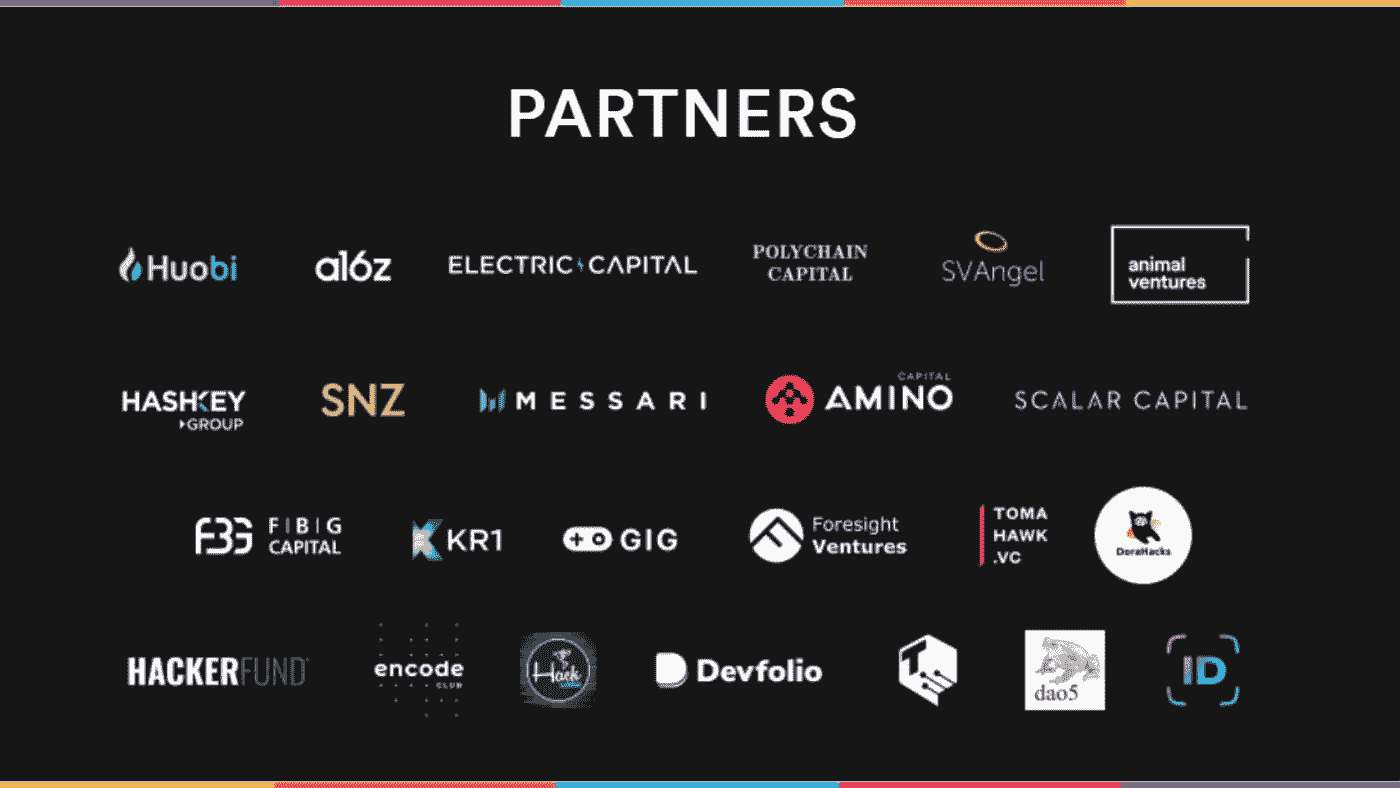 PARTNERS
Huobi
a16z
ELECTRIC CAPITAL
POLYCHAIN
CAPITAL
SVAngel
animal
ventures
HASHKEY
GROUP
SNZ
MESSARI
CAPITAL
AMINO
SCALAR CAPITAL
FBG
F|B|G
CAPITAL
KR1
GIG
Foresight
Ventures
TOMA
HAWK
.VC
DoraHacks
HACKERFUND
encode
CLUB
Hack
Devfolio
dao5
ID